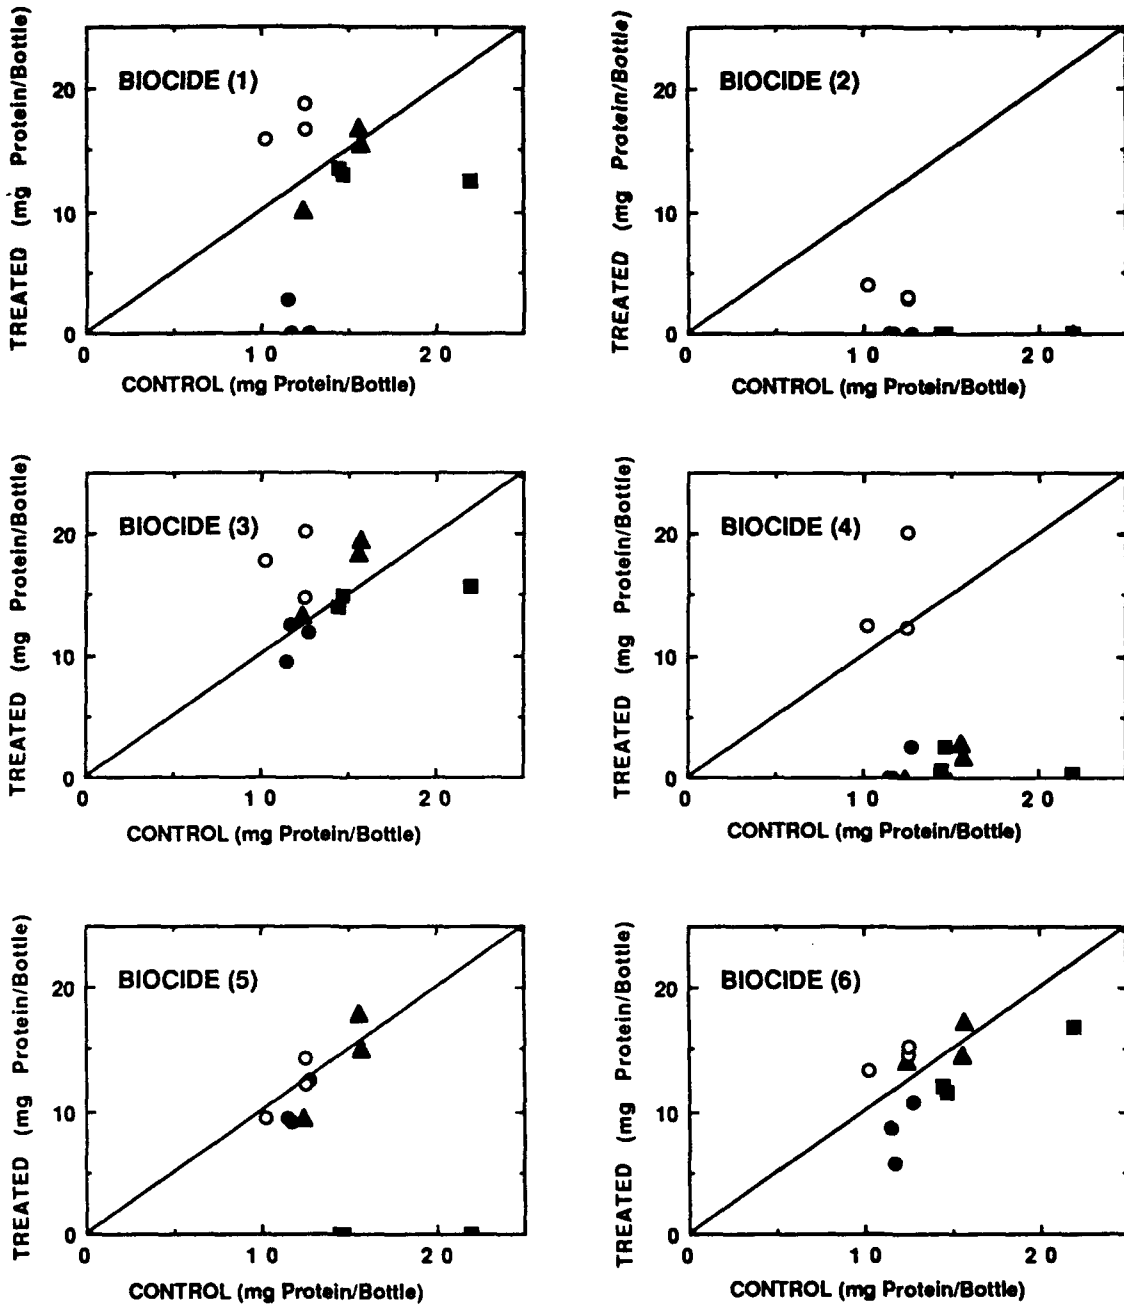 BIOCIDE (1)
20
10
0
0 10 20
TREATED (mg Protein/Bottle)
CONTROL (mg Protein/Bottle)
BIOCIDE (2)
20
10
0
0 10 20
TREATED (mg Protein/Bottle)
CONTROL (mg Protein/Bottle)
BIOCIDE (3)
20
10
0
0 10 20
TREATED (mg Protein/Bottle)
CONTROL (mg Protein/Bottle)
BIOCIDE (4)
20
10
0
0 10 20
TREATED (mg Protein/Bottle)
CONTROL (mg Protein/Bottle)
BIOCIDE (5)
20
10
0
0 10 20
TREATED (mg Protein/Bottle)
CONTROL (mg Protein/Bottle)
BIOCIDE (6)
20
10
0
0 10 20
TREATED (mg Protein/Bottle)
CONTROL (mg Protein/Bottle)